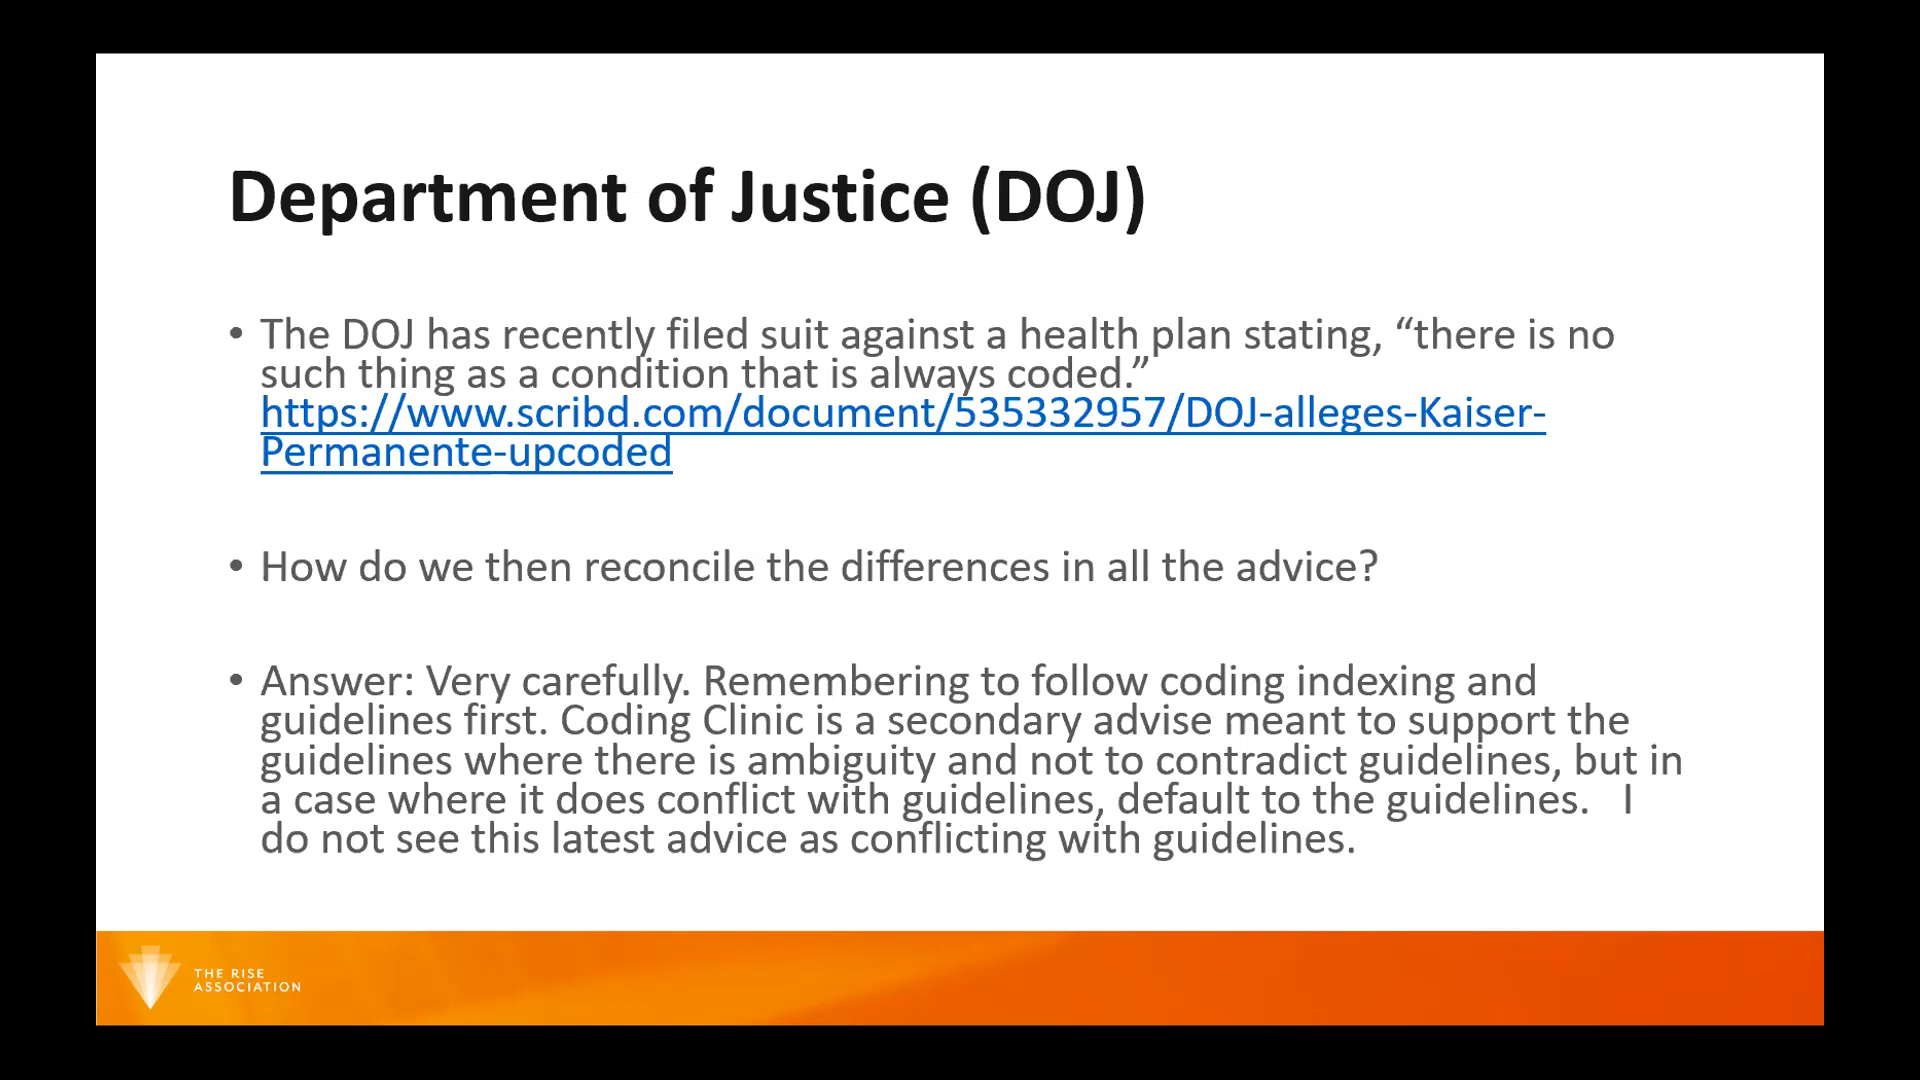 Department of Justice (DOJ)
• The DOJ has recently filed suit against a health plan stating, “there is no
such thing as a condition that is always coded.”
https://www.scribd.com/document/535332957/DOJ-alleges-Kaiser-
Permanente-upcoded
• How do we then reconcile the differences in all the advice?
• Answer: Very carefully. Remembering to follow coding indexing and
guidelines first. Coding Clinic is a secondary advise meant to support the
guidelines where there is ambiguity and not to contradict guidelines, but in
a case where it does conflict with guidelines, default to the guidelines.   I
do not see this latest advice as conflicting with guidelines.
THE RISE
ASSOCIATION